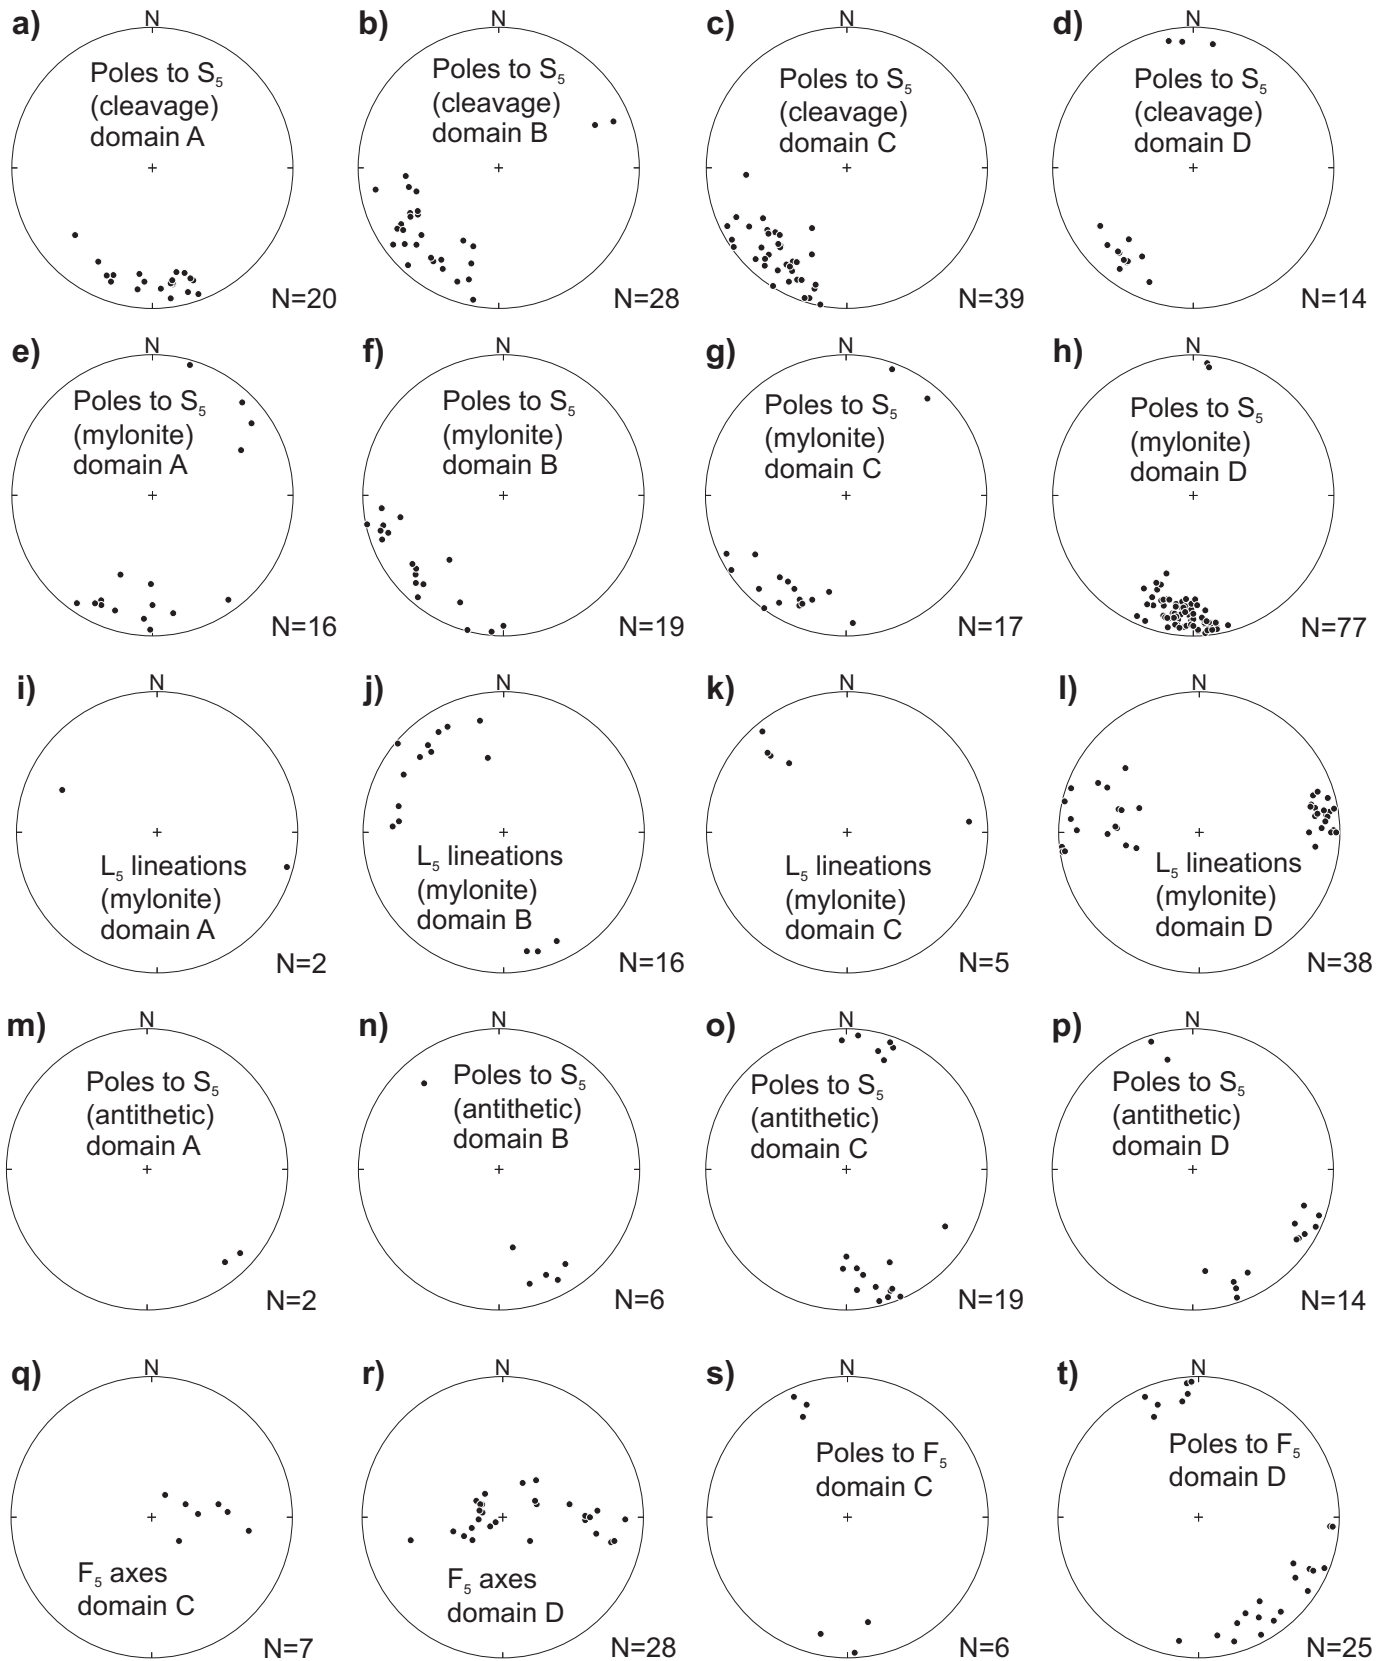 a)
N
Poles to S5
(cleavage)
domain A
N=20
b)
N
Poles to S5
(cleavage)
domain B
N=28
c)
N
Poles to S5
(cleavage)
domain C
N=39
d)
N
Poles to S5
(cleavage)
domain D
N=14
e)
N
Poles to S5
(mylonite)
domain A
N=16
f)
N
Poles to S5
(mylonite)
domain B
N=19
g)
N
Poles to S5
(mylonite)
domain C
N=17
h)
N
Poles to S5
(mylonite)
domain D
N=77
i)
N
L5 lineations
(mylonite)
domain A
N=2
j)
N
L5 lineations
(mylonite)
domain B
N=16
k)
N
L5 lineations
(mylonite)
domain C
N=5
l)
N
L5 lineations
(mylonite)
domain D
N=38
m)
N
Poles to S5
(antithetic)
domain A
N=2
n)
N
Poles to S5
(antithetic)
domain B
N=6
o)
N
Poles to S5
(antithetic)
domain C
N=19
p)
N
Poles to S5
(antithetic)
domain D
N=14
q)
N
F5 axes
domain C
N=7
r)
N
F5 axes
domain D
N=28
s)
N
Poles to F5
domain C
N=6
t)
N
Poles to F5
domain D
N=25